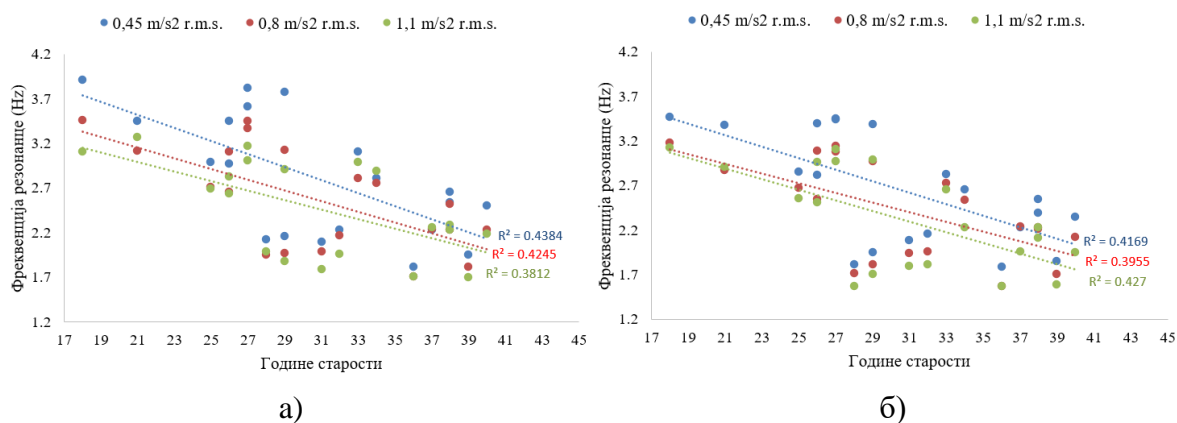 0,45 m/s2 r.m.s. 0,8 m/s2 r.m.s. 1,1 m/s2 r.m.s.
4.2
3.7
3.2
2.7
2.2
1.7
1.2
Фреквенција резонанце (Hz)
R² = 0.4384
R² = 0.4245
R² = 0.3812
17 19 21 23 25 27 29 31 33 35 37 39 41 43 45
Године старости
а)
0,45 m/s2 r.m.s. 0,8 m/s2 r.m.s. 1,1 m/s2 r.m.s.
4.2
3.7
3.2
2.7
2.2
1.7
1.2
Фреквенција резонанце (Hz)
R² = 0.4169
R² = 0.3955
R² = 0.427
17 19 21 23 25 27 29 31 33 35 37 39 41 43 45
Године старости
б)